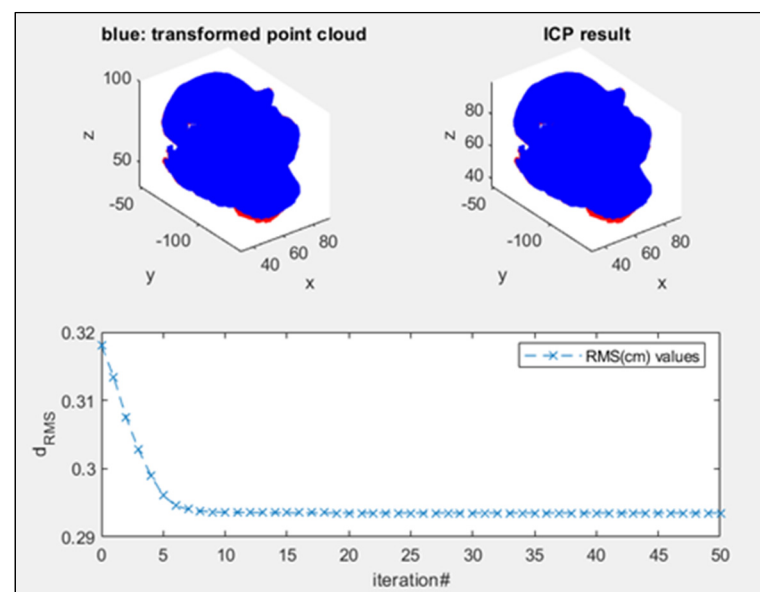 blue: transformed point cloud
ICP result
100
50
z
-50
-100
y
40 60 80
x
80
60
40
z
-50
-100
y
40 60 80
x
0.32
0.31
0.3
0.29
d_RMS
RMS(cm) values
0 5 10 15 20 25 30 35 40 45 50
iteration#